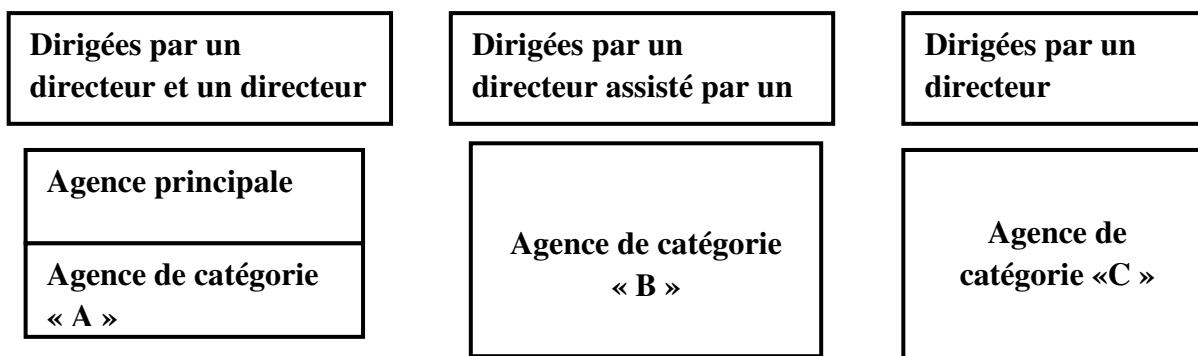 Dirigées par un
directeur et un directeur
Dirigées par un
directeur assisté par un
Dirigées par un
directeur
Agence principale
Agence de catégorie
« A »
Agence de catégorie
« B »
Agence de
catégorie «C »